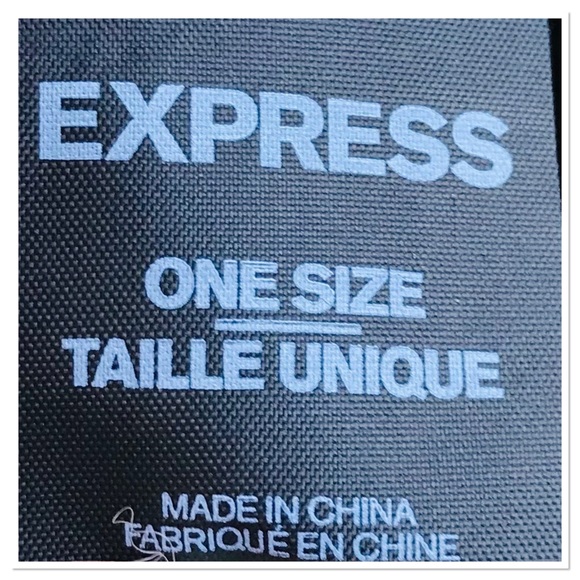 EXPRESS
ONE SIZE
TAILLE UNIQUE
MADE IN CHINA
FABRIQUÉ EN CHINE